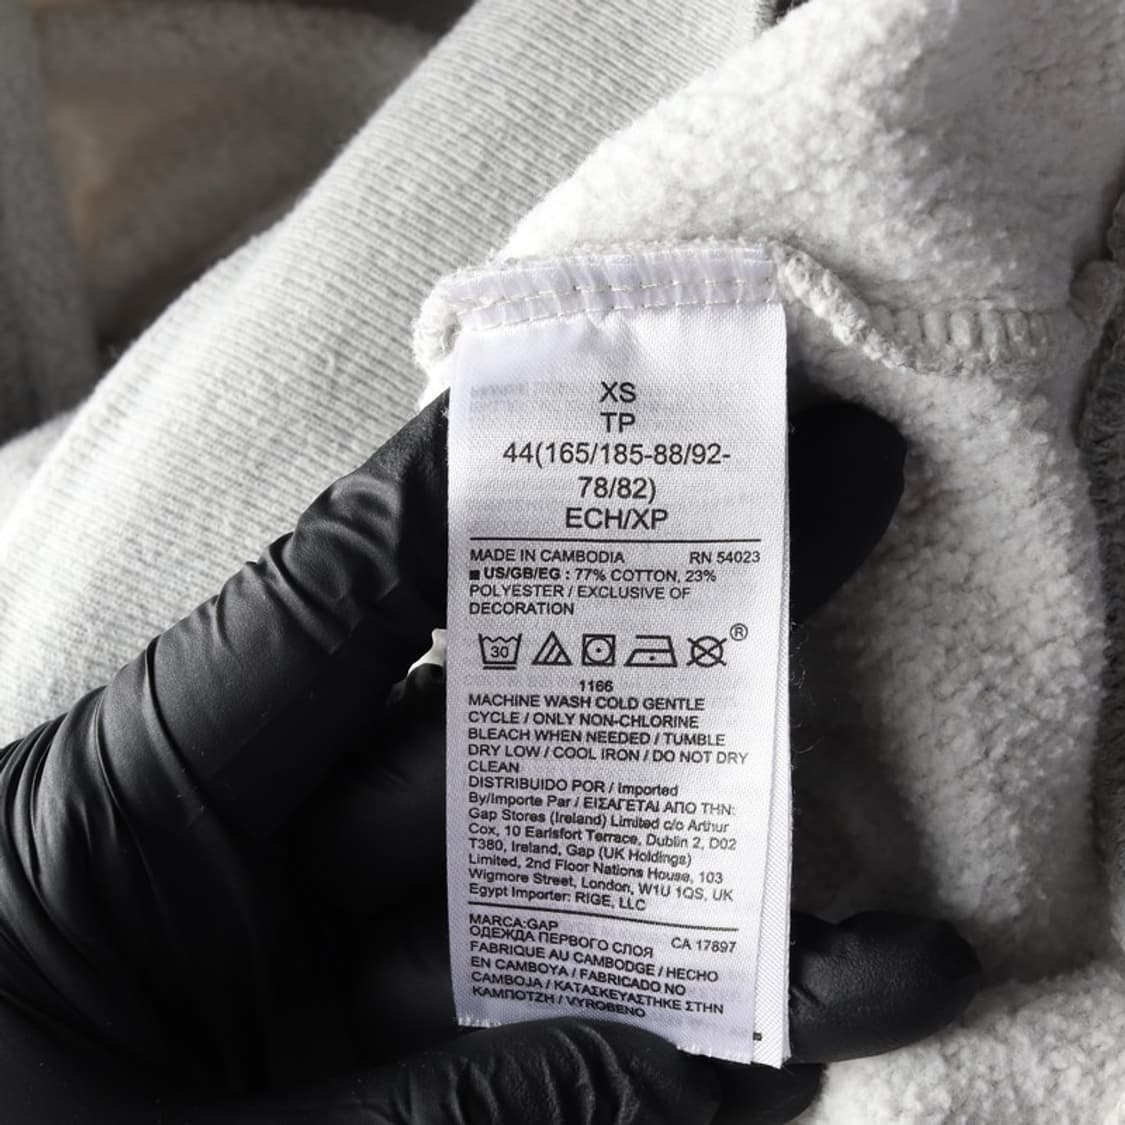 XS
TP
44(165/185-88/92-
78/82)
ECH/XP
MADE IN CAMBODIA RN 54023
■ US/GB/EG : 77% COTTON, 23%
POLYESTER / EXCLUSIVE OF
DECORATION
30 ®
1166
MACHINE WASH COLD GENTLE
CYCLE / ONLY NON-CHLORINE
BLEACH WHEN NEEDED / TUMBLE
DRY LOW / COOL IRON / DO NOT DRY
CLEAN
DISTRIBUIDO POR / Imported
By/Importe Par / ΕΙΣΑΓΕΤΑΙ ΑΠΟ ΤΗΝ:
Gap Stores (Ireland) Limited c/o Arthur
Cox, 10 Earlsfort Terrace, Dublin 2, D02
T380, Ireland, Gap (UK Holdings)
Limited, 2nd Floor Nations House, 103
Wigmore Street, London, W1U 1QS, UK
Egypt Importer: RIGE, LLC
MARCA:GAP
ОДЕЖДА ПЕРВОГО СЛОЯ CA 17897
FABRIQUE AU CAMBODGE / HECHO
EN CAMBOYA / FABRICADO NO
CAMBOJA / ΚΑΤΑΣΚΕΥΑΣΤΗΚΕ ΣΤΗΝ
ΚΑΜΠΟΤΖΗ / VYROBENO